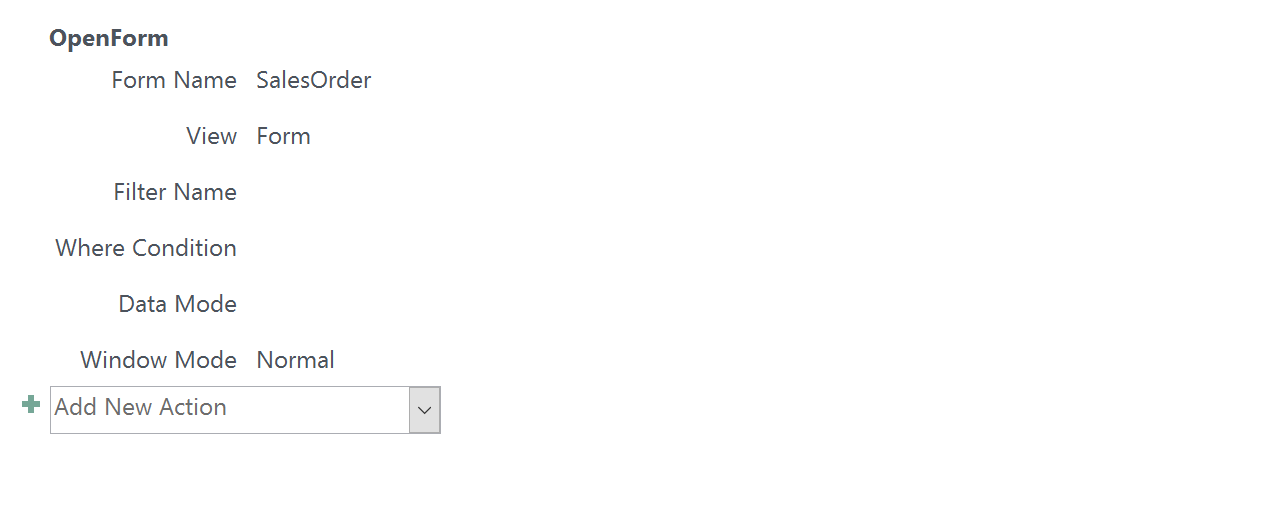 OpenForm
Form Name SalesOrder
View Form
Filter Name
Where Condition
Data Mode
Window Mode Normal
Add New Action